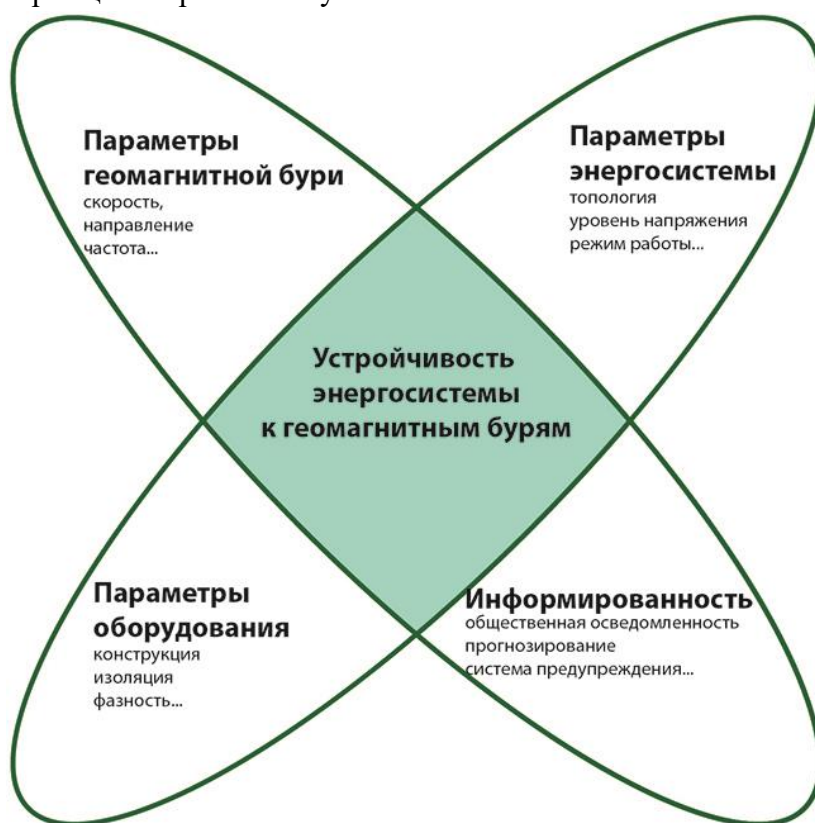 Параметры
геомагнитной бури
скорость,
направление
частота...
Параметры
энергосистемы
топология
уровень напряжения
режим работы...
Устройчивость
энергосистемы
к геомагнитным бурям
Параметры
оборудования
конструкция
изоляция
фазность...
Информированность
общественная осведомленность
прогнозирование
система предупреждения...